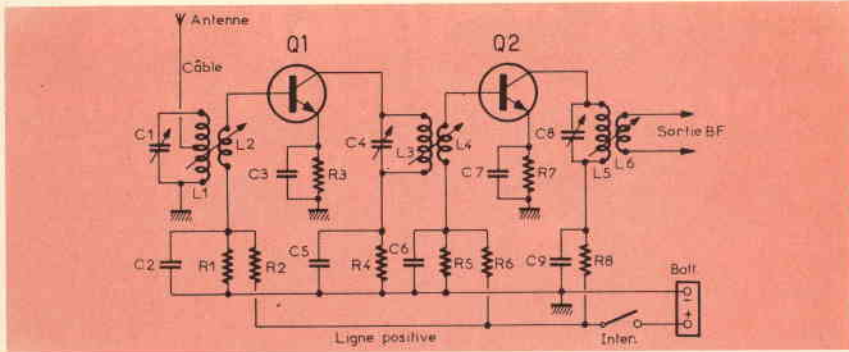 Antenne
Q1
Q2
Câble
C1
L2
L1
C3
R3
C4
L3
L4
C7
R7
C8
L5
L6
Sortie BF
C2
R1
R2
C5
R4
C6
R5
R6
C9
R8
Batt.
-
+
Ligne positive
Inter.